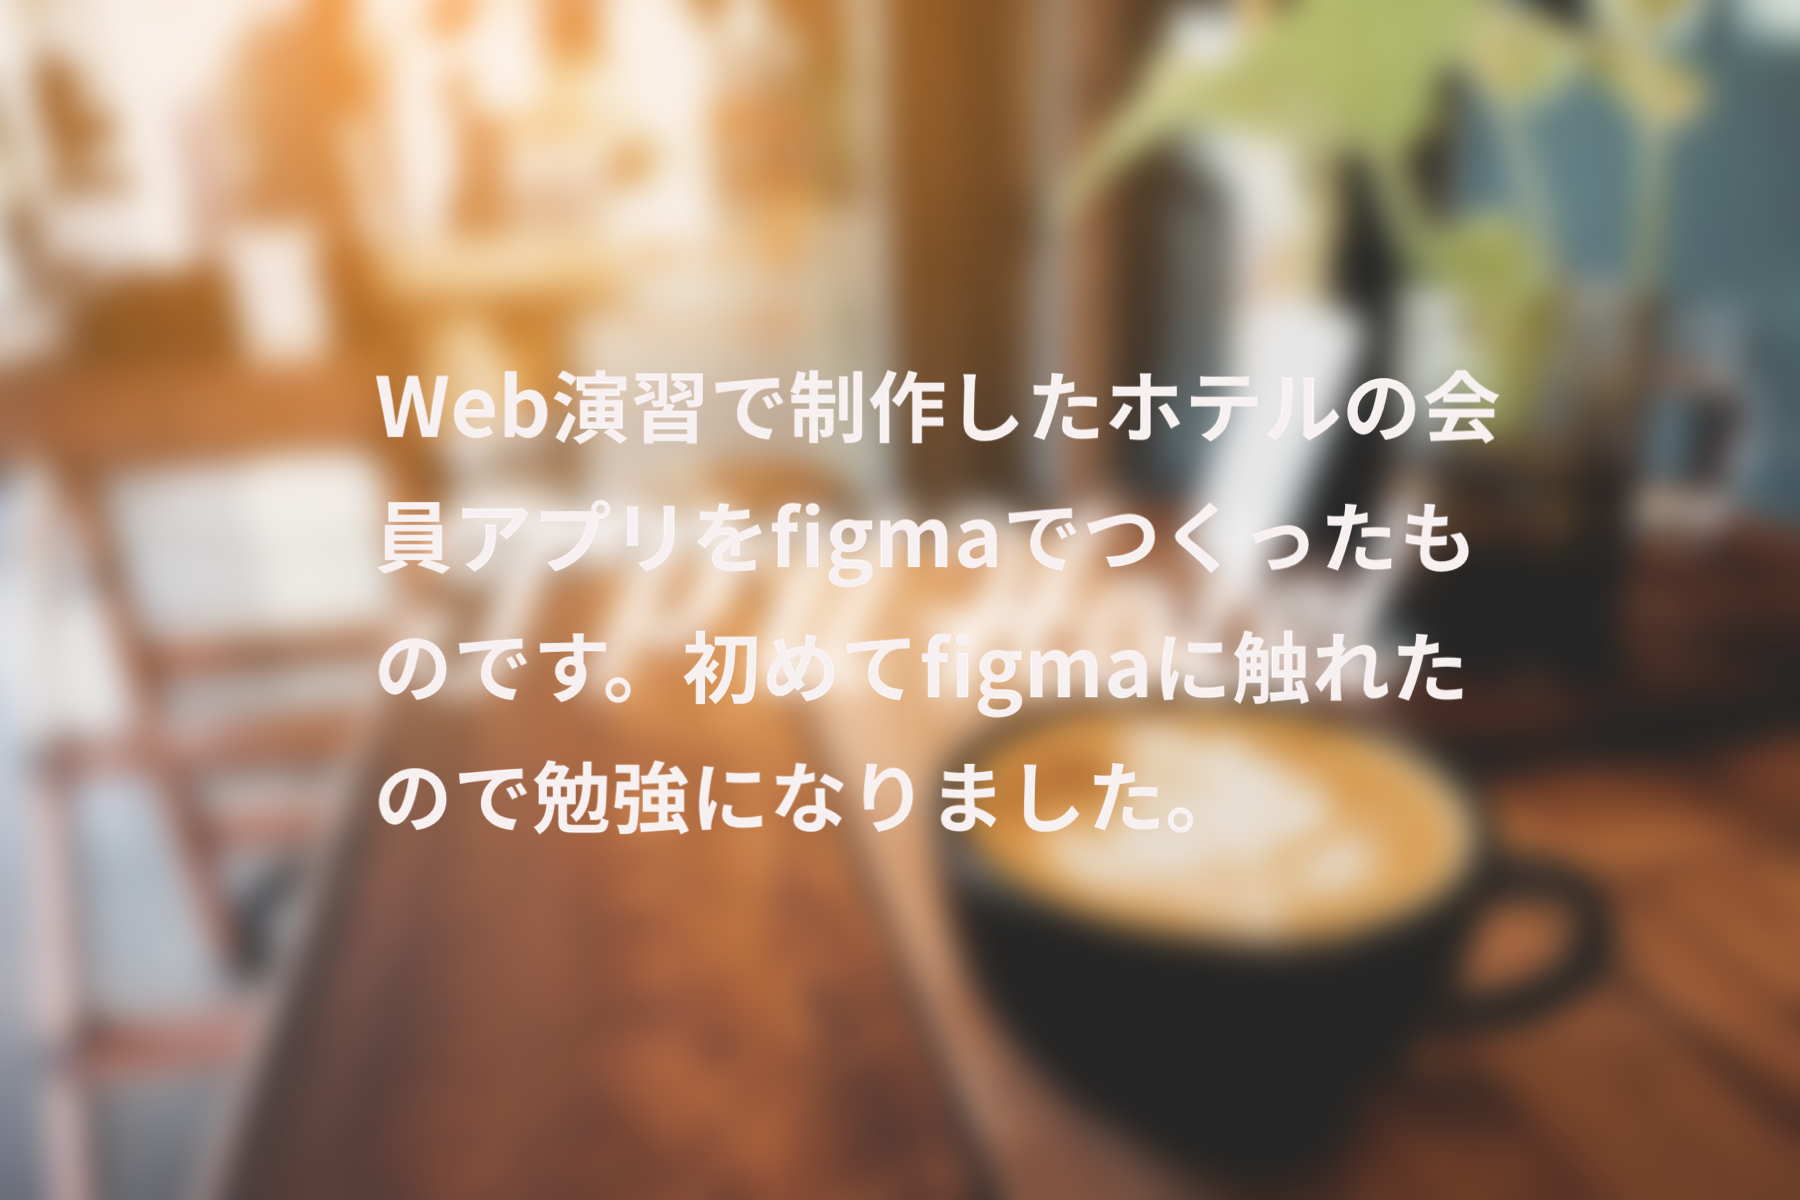 Web演習で制作したホテルの会
員アプリをfigmaでつくったも
のです。初めてfigmaに触れた
ので勉強になりました。